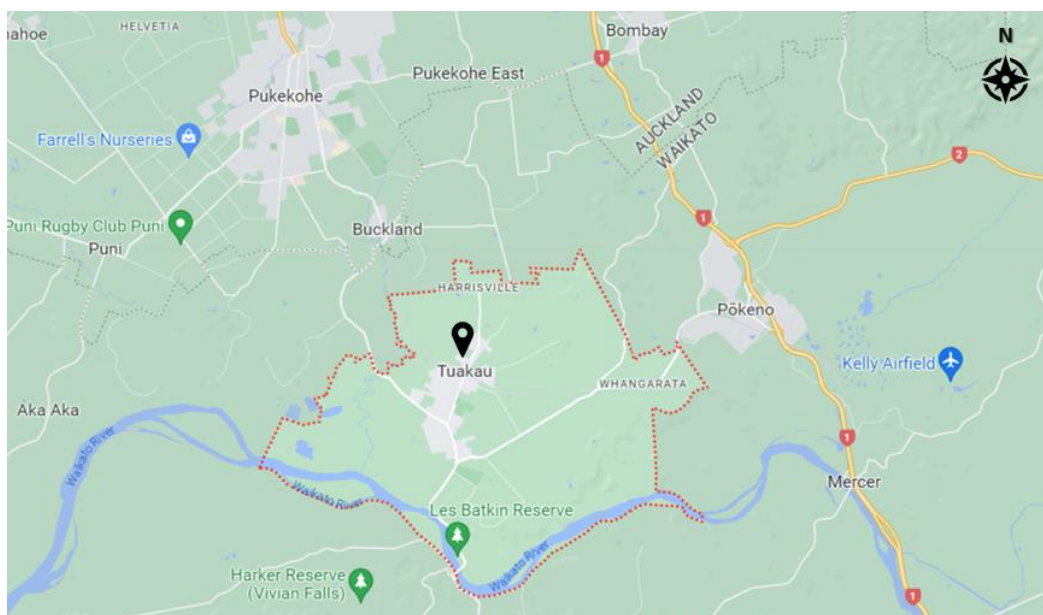 HELVETIA
nahoe
Bombay
1
N
Pukekohe East
Pukekohe
AUCKLAND
WAIKATO
Farrell's Nurseries
2
Puni Rugby Club Puni
Puni
Buckland
1
HARRISVILLE
Pōkeno
Tuakau
Kelly Airfield
WHANGARATA
Aka Aka
1
Waikato River
Waikato River
Mercer
Les Batkin Reserve
Waikato River
Harker Reserve
(Vivian Falls)
1